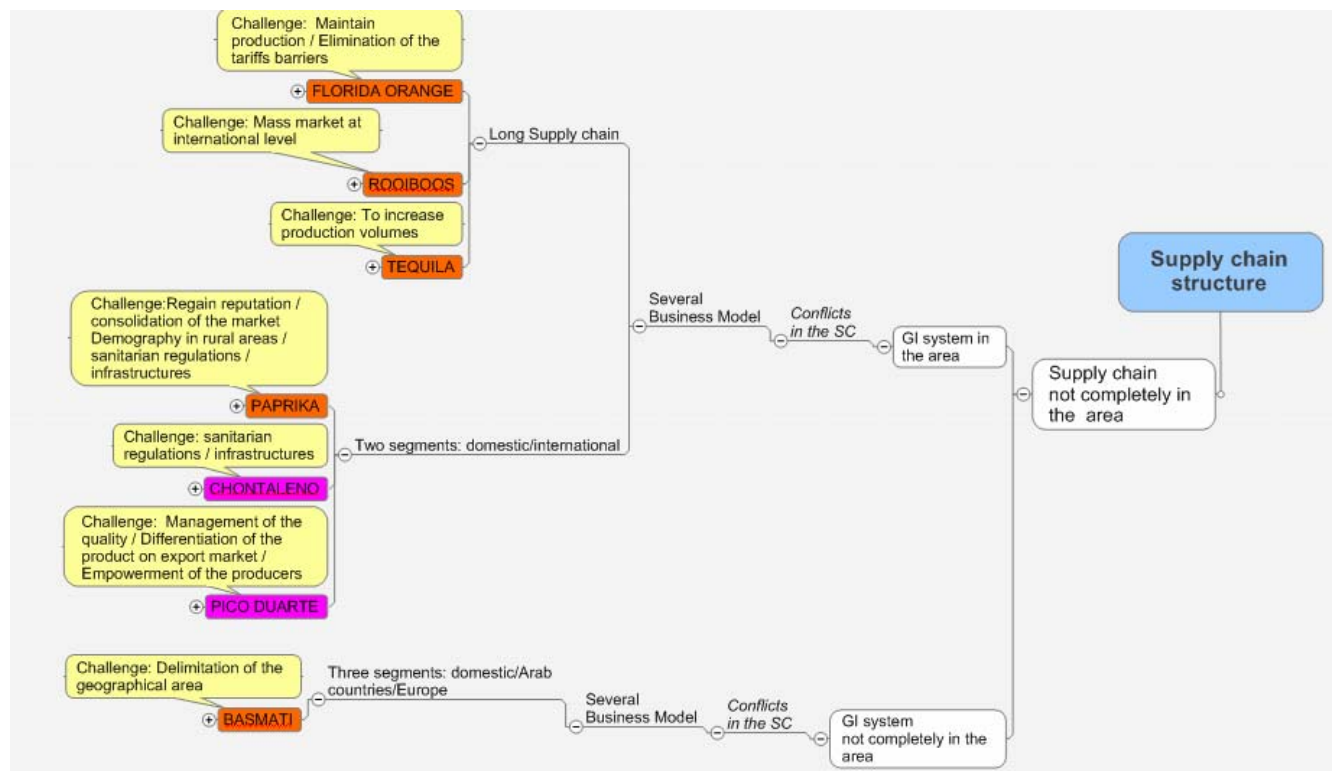 Challenge: Maintain
production / Elimination of the
tariffs barriers
FLORIDA ORANGE
Challenge: Mass market at
international level
ROOIBOOS
Challenge: To increase
production volumes
TEQUILA
Long Supply chain
Challenge:Regain reputation /
consolidation of the market
Demography in rural areas /
sanitarian regulations /
infrastructures
PAPRIKA
Challenge: sanitarian
regulations / infrastructures
CHONTALENO
Challenge: Management of the
quality / Differentiation of the
product on export market /
Empowerment of the producers
PICO DUARTE
Two segments: domestic/international
Several
Business Model
Conflicts
in the SC
GI system in
the area
Supply chain
not completely in
the area
Supply chain
structure
Challenge: Delimitation of the
geographical area
BASMATI
Three segments: domestic/Arab
countries/Europe
Several
Business Model
Conflicts
in the SC
GI system
not completely in the
area